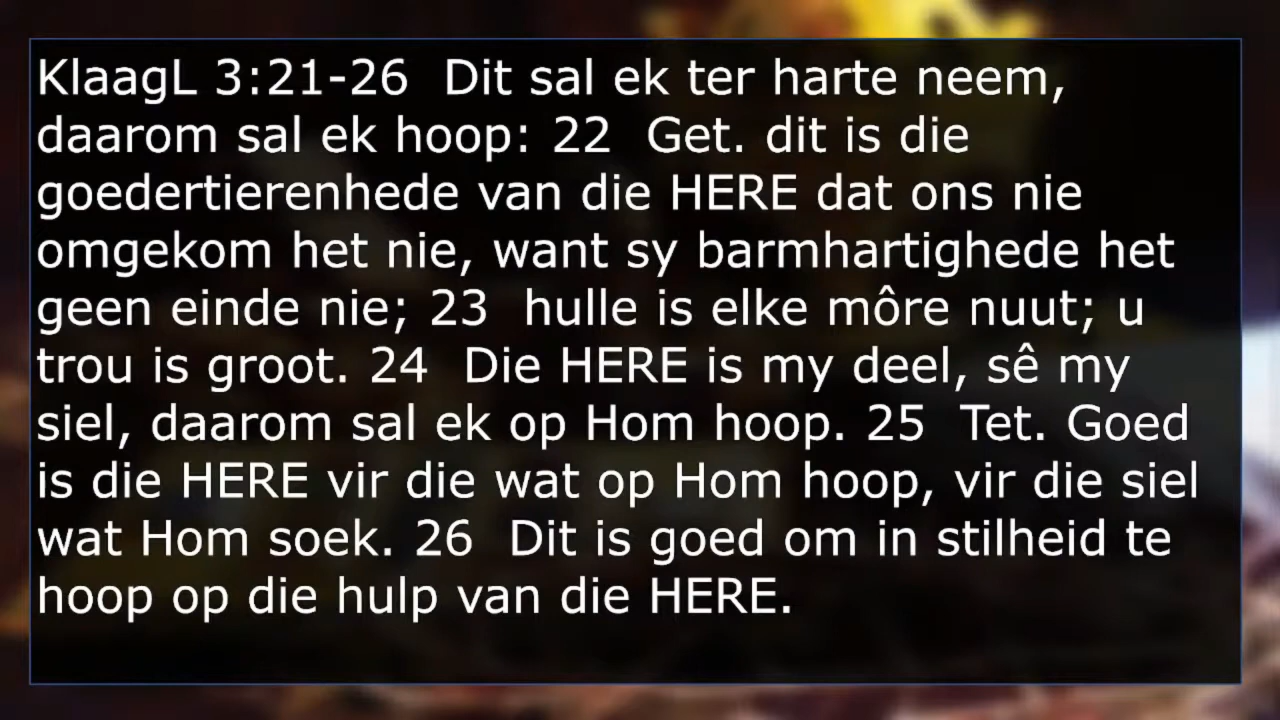 KlaagL 3:21-26  Dit sal ek ter harte neem,
daarom sal ek hoop: 22  Get. dit is die
goedertierenhede van die HERE dat ons nie
omgekom het nie, want sy barmhartighede het
geen einde nie; 23  hulle is elke môre nuut; u
trou is groot. 24  Die HERE is my deel, sê my
siel, daarom sal ek op Hom hoop. 25  Tet. Goed
is die HERE vir die wat op Hom hoop, vir die siel
wat Hom soek. 26  Dit is goed om in stilheid te
hoop op die hulp van die HERE.